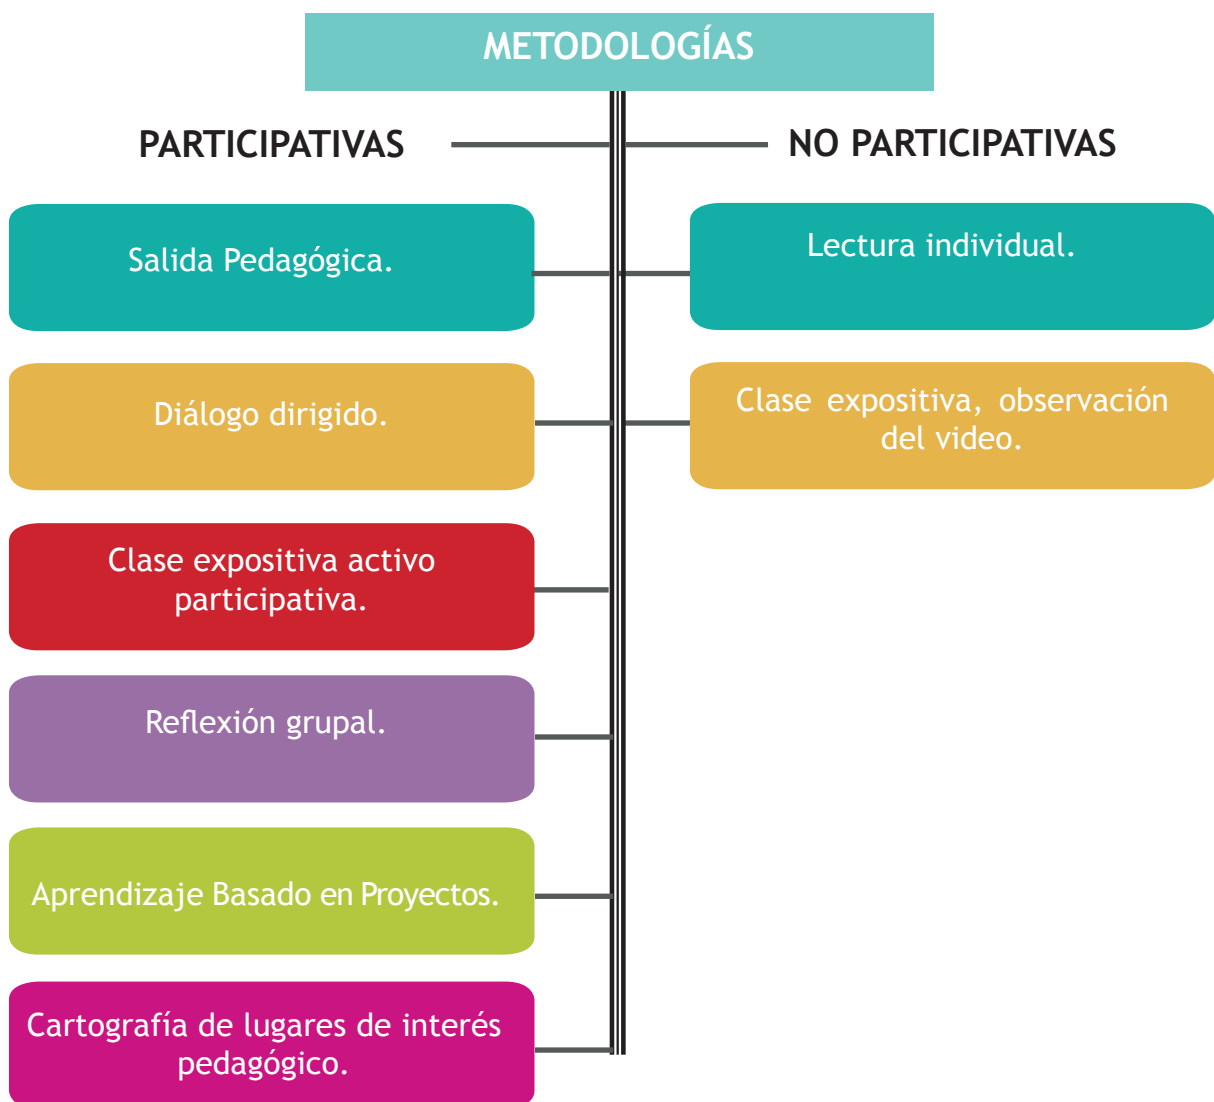 METODOLOGÍAS
PARTICIPATIVAS
NO PARTICIPATIVAS
Salida Pedagógica.
Lectura individual.
Diálogo dirigido.
Clase expositiva, observación
del video.
Clase expositiva activo
participativa.
Reflexión grupal.
Aprendizaje Basado en Proyectos.
Cartografía de lugares de interés
pedagógico.